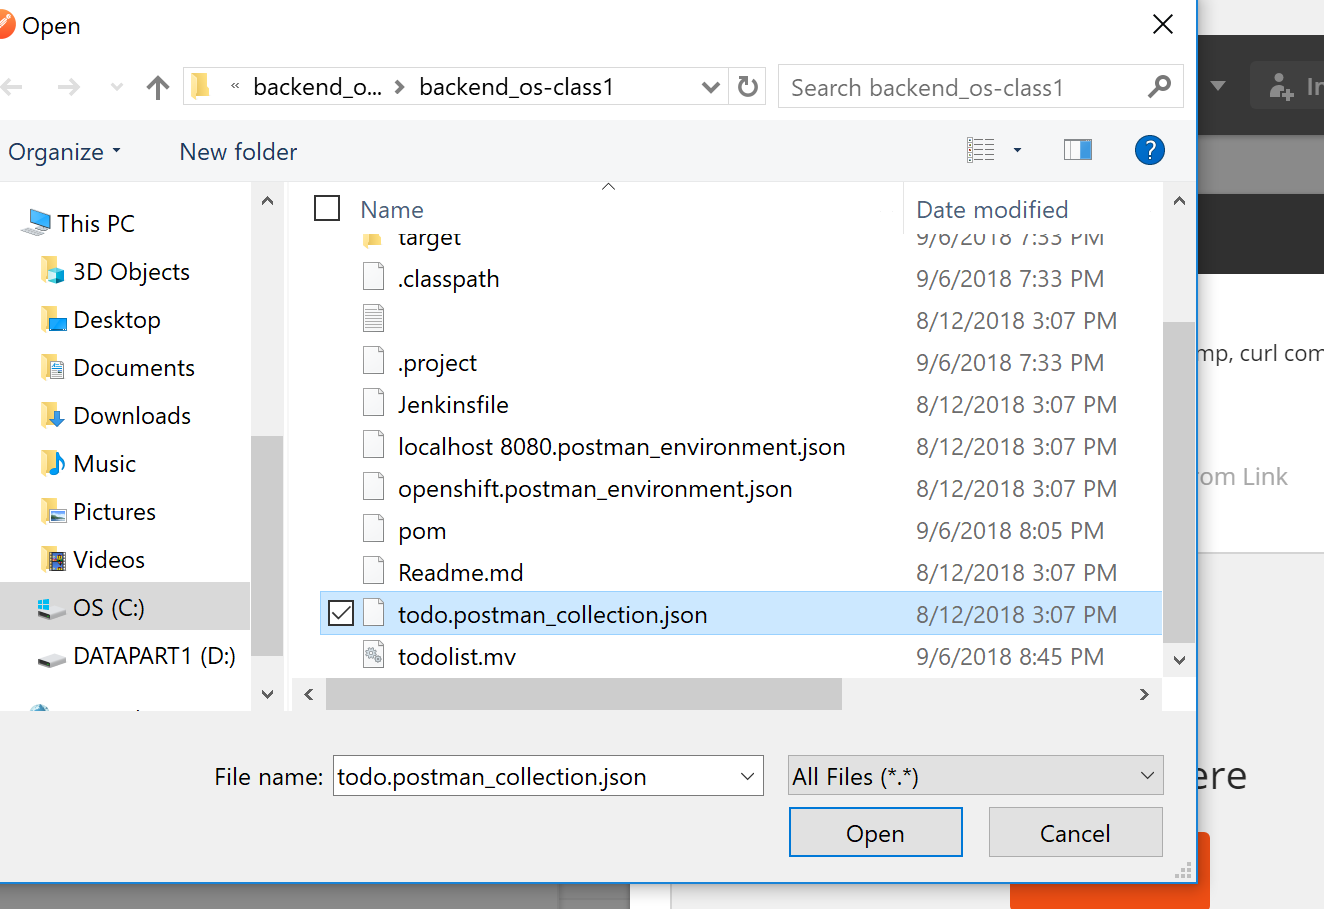 Open
« backend_o... > backend_os-class1
Search backend_os-class1
In
Organize
New folder
?
Name
Date modified
This PC
3D Objects
Desktop
Documents
Downloads
Music
Pictures
Videos
OS (C:)
DATAPART1 (D:)
target 9/6/2018 7:33 PM
.classpath 9/6/2018 7:33 PM
8/12/2018 3:07 PM
.project 9/6/2018 7:33 PM
Jenkinsfile 8/12/2018 3:07 PM
localhost 8080.postman_environment.json 8/12/2018 3:07 PM
openshift.postman_environment.json 8/12/2018 3:07 PM
pom 9/6/2018 8:05 PM
Readme.md 8/12/2018 3:07 PM
todo.postman_collection.json 8/12/2018 3:07 PM
todolist.mv 9/6/2018 8:45 PM
mp, curl com
om Link
ere
File name: todo.postman_collection.json
All Files (*.*)
Open
Cancel